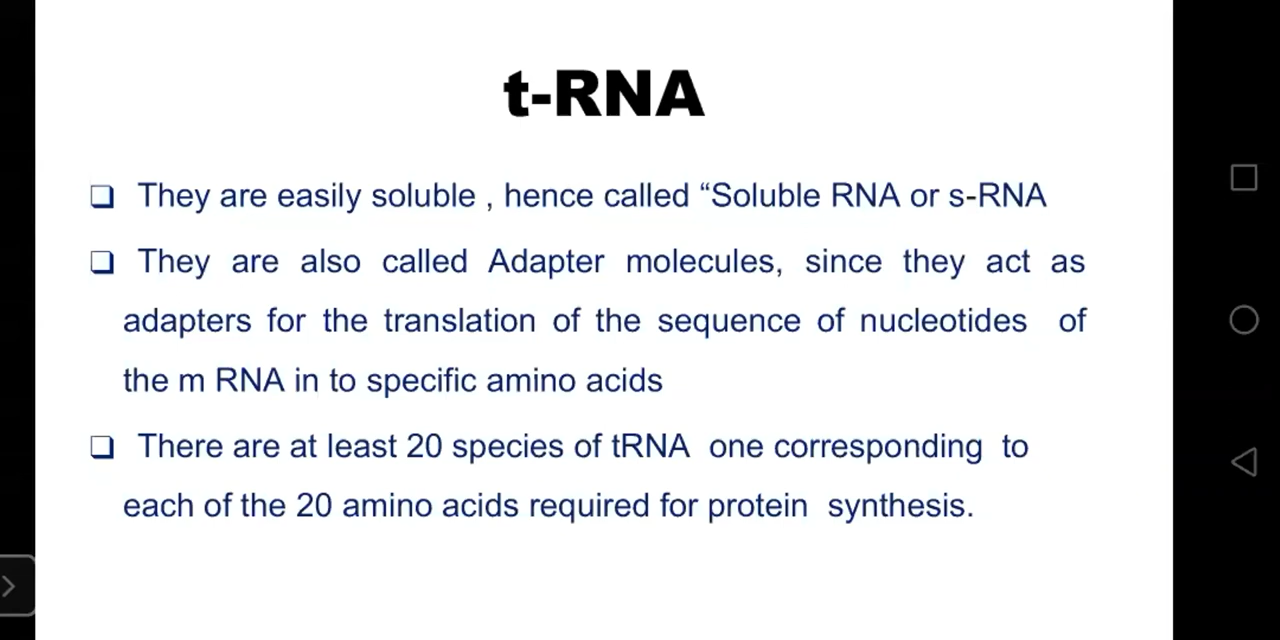 t-RNA
They are easily soluble , hence called “Soluble RNA or s-RNA
They are also called Adapter molecules, since they act as
adapters for the translation of the sequence of nucleotides of
the m RNA in to specific amino acids
There are at least 20 species of tRNA one corresponding to
each of the 20 amino acids required for protein synthesis.